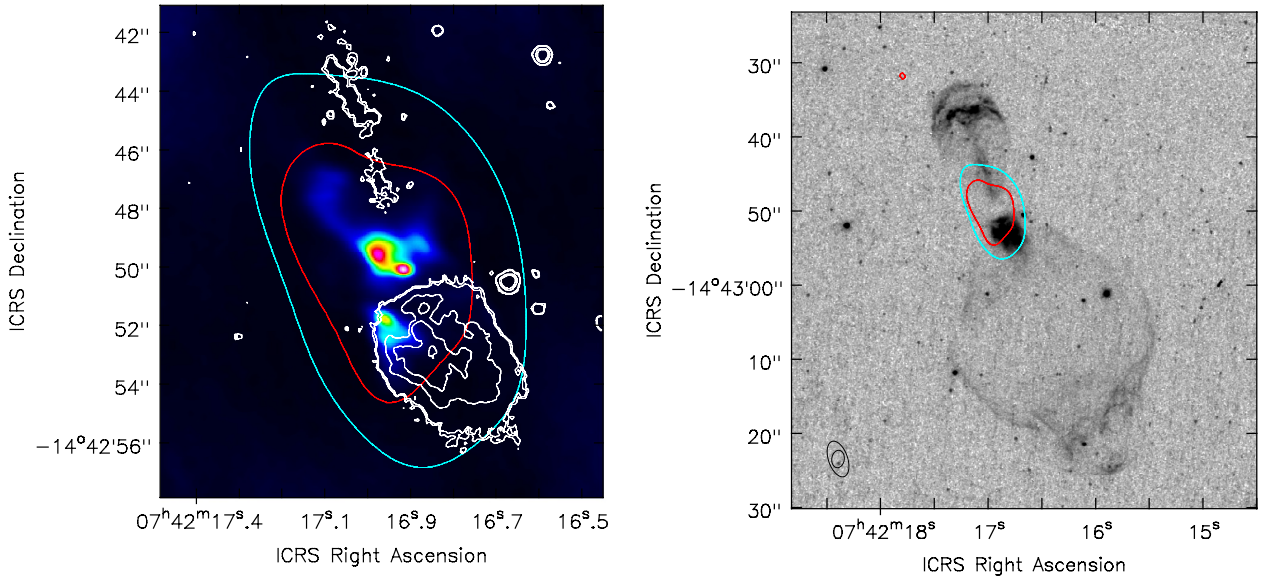 42''
44''
46''
48''
50''
52''
54''
−14°42'56''
07ʰ42ᵐ17ˢ.4
17ˢ.1
16ˢ.9
16ˢ.7
16ˢ.5
ICRS Right Ascension
ICRS Declination
30''
40''
50''
−14°43'00''
10''
20''
30''
07ʰ42ᵐ18ˢ
17ˢ
16ˢ
15ˢ
ICRS Right Ascension
ICRS Declination